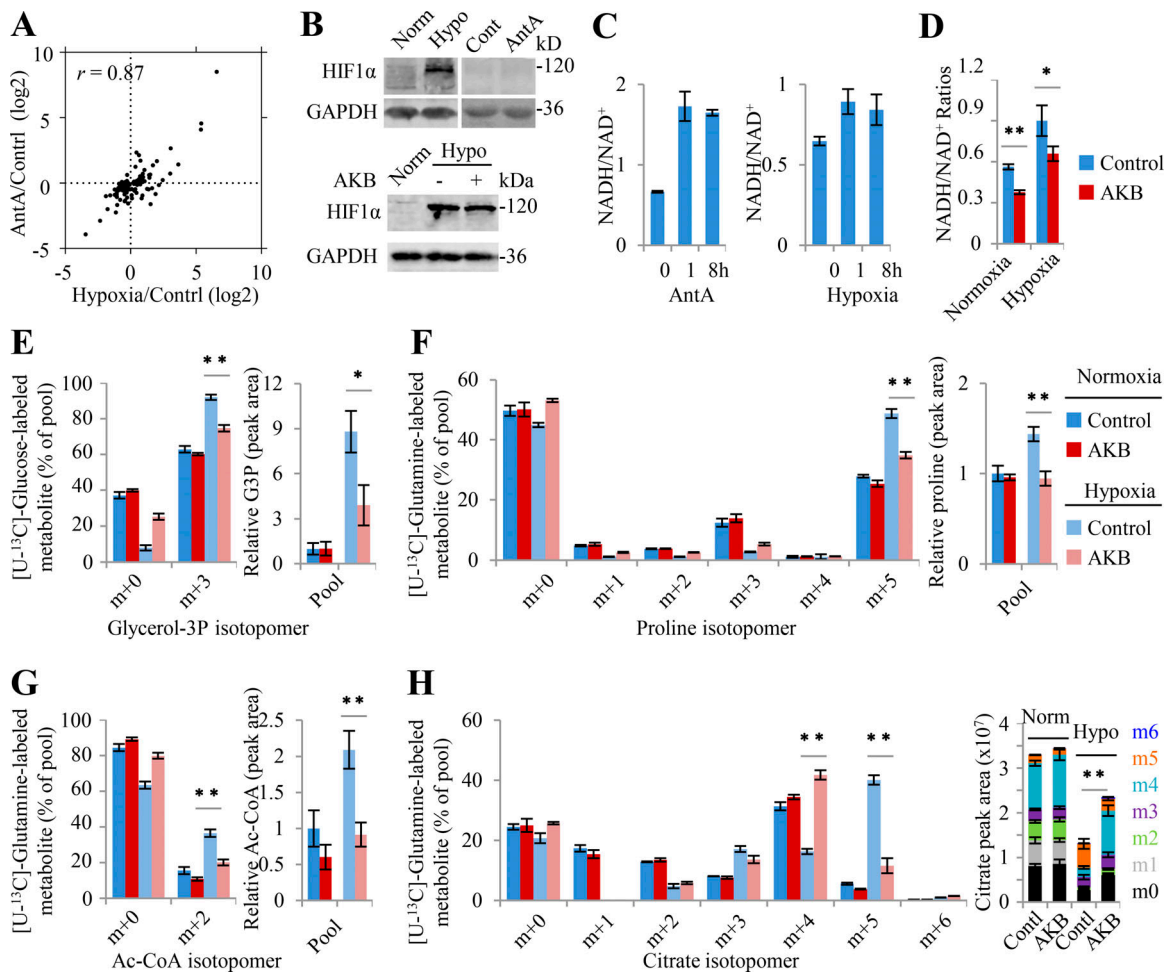 A
AntA/Contrl (log2)
10
5
0
-5
r = 0.87
-5 0 5 10
Hypoxia/Contrl (log2)
B
Norm Hypo Cont AntA kD
HIF1α -120
GAPDH -36
Norm Hypo
AKB - + kDa
HIF1α -120
GAPDH -36
C
NADH/NAD+
2
1
0
0 1 8h
AntA
NADH/NAD+
1
0.5
0
0 1 8h
Hypoxia
D
NADH/NAD+ Ratios
1.2
0.9
0.6
0.3
0
** *
Normoxia Hypoxia
Control
AKB
E
[U-13C]-Glucose-labeled
metabolite (% of pool)
100
80
60
40
20
0
**
m+0 m+3
Glycerol-3P isotopomer
Relative G3P (peak area)
12
9
6
3
0
*
Pool
F
[U-13C]-Glutamine-labeled
metabolite (% of pool)
60
40
20
0
**
m+0 m+1 m+2 m+3 m+4 m+5
Proline isotopomer
Relative proline (peak area)
2
1
0
**
Pool
Normoxia
Control
AKB
Hypoxia
Control
AKB
G
[U-13C]-Glutamine-labeled
metabolite (% of pool)
100
80
60
40
20
0
**
m+0 m+2
Ac-CoA isotopomer
Relative Ac-CoA (peak area)
2.5
2
1.5
1
0.5
0
**
Pool
H
[U-13C]-Glutamine-labeled
metabolite (% of pool)
60
40
20
0
** **
m+0 m+1 m+2 m+3 m+4 m+5 m+6
Citrate isotopomer
Citrate peak area (x10⁷)
4
3
2
1
0
Norm
Hypo
**
Contl AKB Contl AKB
m6
m5
m4
m3
m2
m1
m0